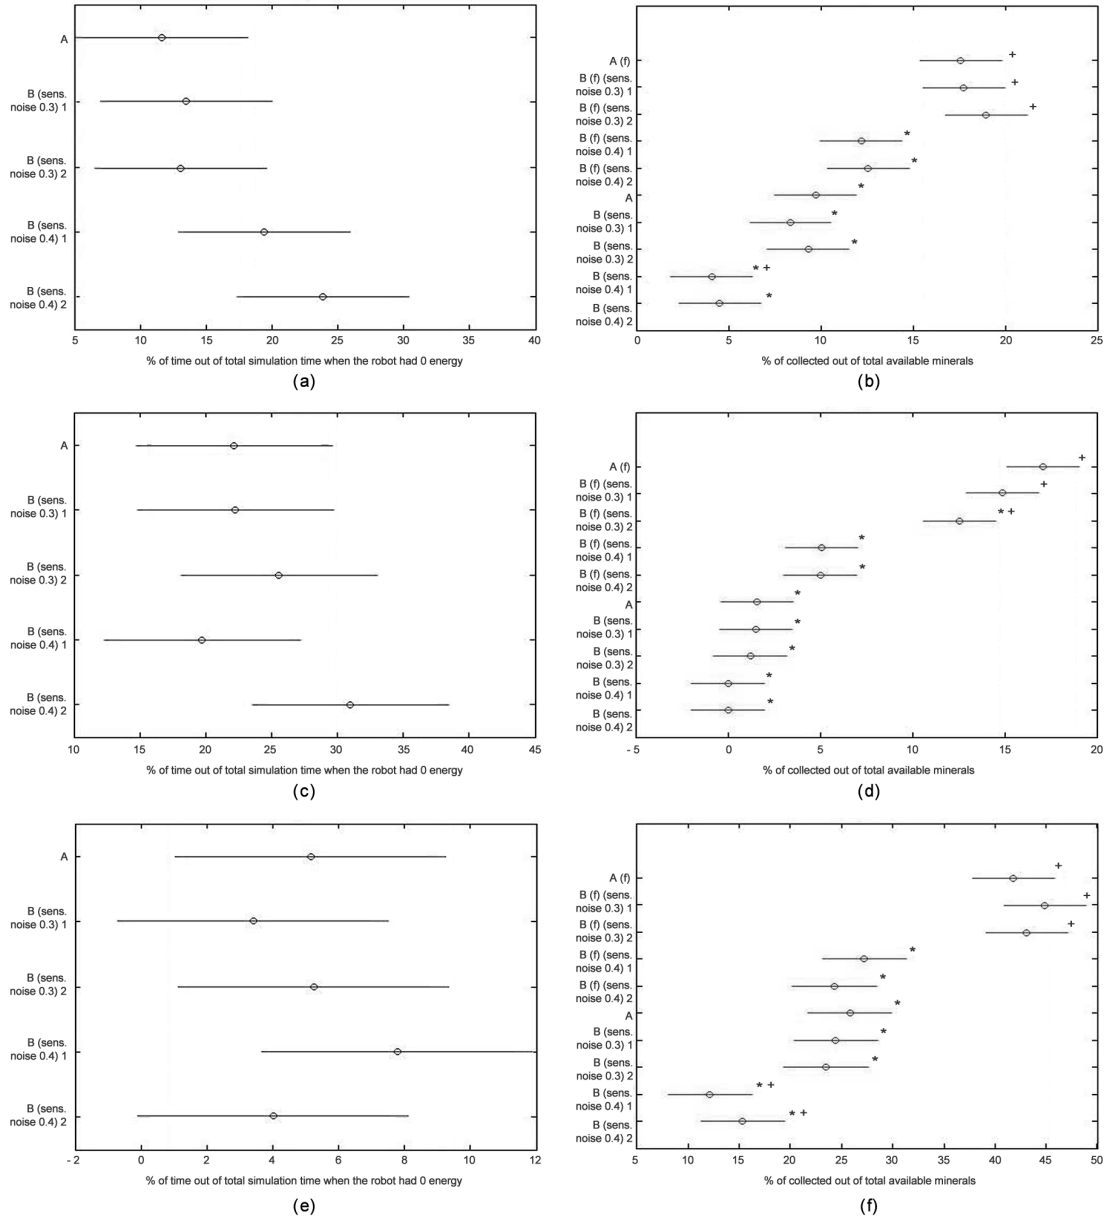 A
B (sens.
noise 0.3) 1
B (sens.
noise 0.3) 2
B (sens.
noise 0.4) 1
B (sens.
noise 0.4) 2
5 10 15 20 25 30 35 40
% of time out of total simulation time when the robot had 0 energy
(a)
A (f)
B (f) (sens.
noise 0.3) 1
B (f) (sens.
noise 0.3) 2
B (f) (sens.
noise 0.4) 1
B (f) (sens.
noise 0.4) 2
A
B (sens.
noise 0.3) 1
B (sens.
noise 0.3) 2
B (sens.
noise 0.4) 1
B (sens.
noise 0.4) 2
+
+
+
*
*
*
*
*
* +
*
0 5 10 15 20 25
% of collected out of total available minerals
(b)
A
B (sens.
noise 0.3) 1
B (sens.
noise 0.3) 2
B (sens.
noise 0.4) 1
B (sens.
noise 0.4) 2
10 15 20 25 30 35 40 45
% of time out of total simulation time when the robot had 0 energy
(c)
A (f)
B (f) (sens.
noise 0.3) 1
B (f) (sens.
noise 0.3) 2
B (f) (sens.
noise 0.4) 1
B (f) (sens.
noise 0.4) 2
A
B (sens.
noise 0.3) 1
B (sens.
noise 0.3) 2
B (sens.
noise 0.4) 1
B (sens.
noise 0.4) 2
+
+
* +
*
*
*
*
*
*
*
- 5 0 5 10 15 20
% of collected out of total available minerals
(d)
A
B (sens.
noise 0.3) 1
B (sens.
noise 0.3) 2
B (sens.
noise 0.4) 1
B (sens.
noise 0.4) 2
- 2 0 2 4 6 8 10 12
% of time out of total simulation time when the robot had 0 energy
(e)
A (f)
B (f) (sens.
noise 0.3) 1
B (f) (sens.
noise 0.3) 2
B (f) (sens.
noise 0.4) 1
B (f) (sens.
noise 0.4) 2
A
B (sens.
noise 0.3) 1
B (sens.
noise 0.3) 2
B (sens.
noise 0.4) 1
B (sens.
noise 0.4) 2
+
+
+
*
*
*
*
*
* +
* +
5 10 15 20 25 30 35 40 45 50
% of collected out of total available minerals
(f)